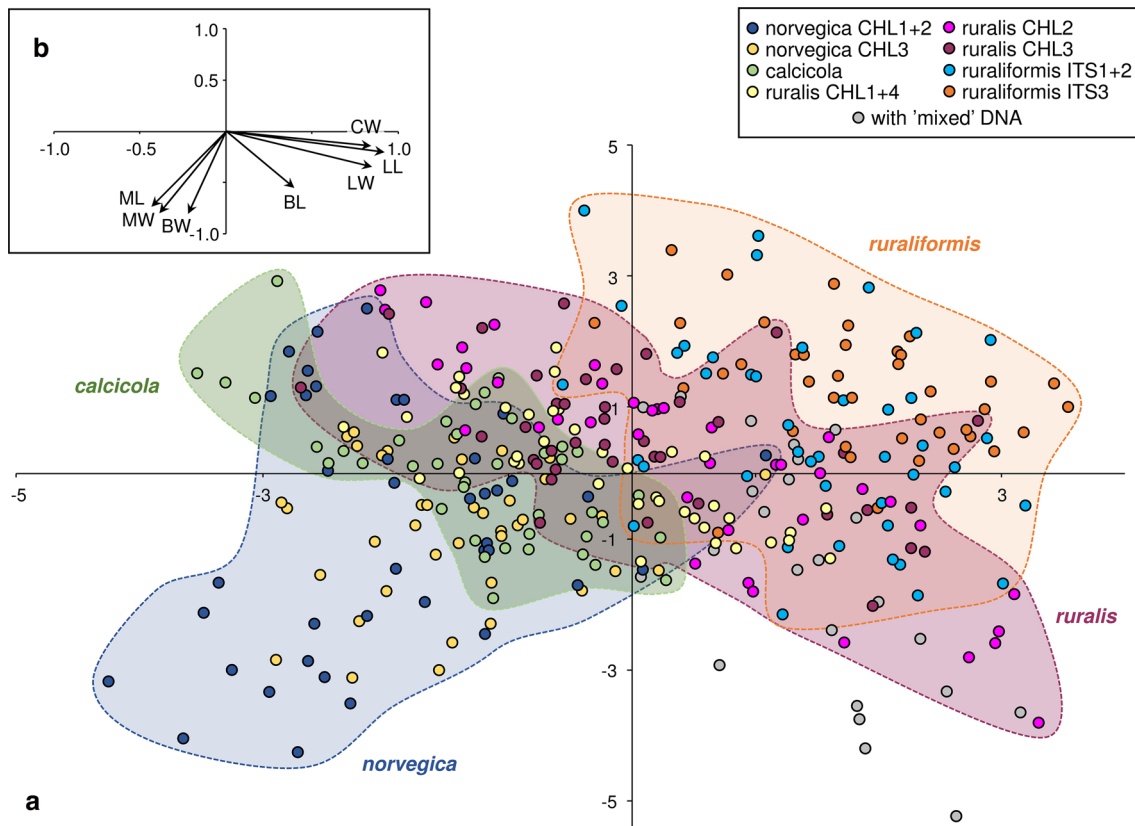 b
1.0
0.5
-1.0
-0.5
1.0
CW
LL
LW
BL
ML
MW
BW
-1.0
norvegica CHL1+2
norvegica CHL3
calcicola
ruralis CHL1+4
ruralis CHL2
ruralis CHL3
ruraliformis ITS1+2
ruraliformis ITS3
with 'mixed' DNA
5
ruraliformis
3
calcicola
1
-5
-3
3
-1
ruralis
-3
norvegica
a
-5